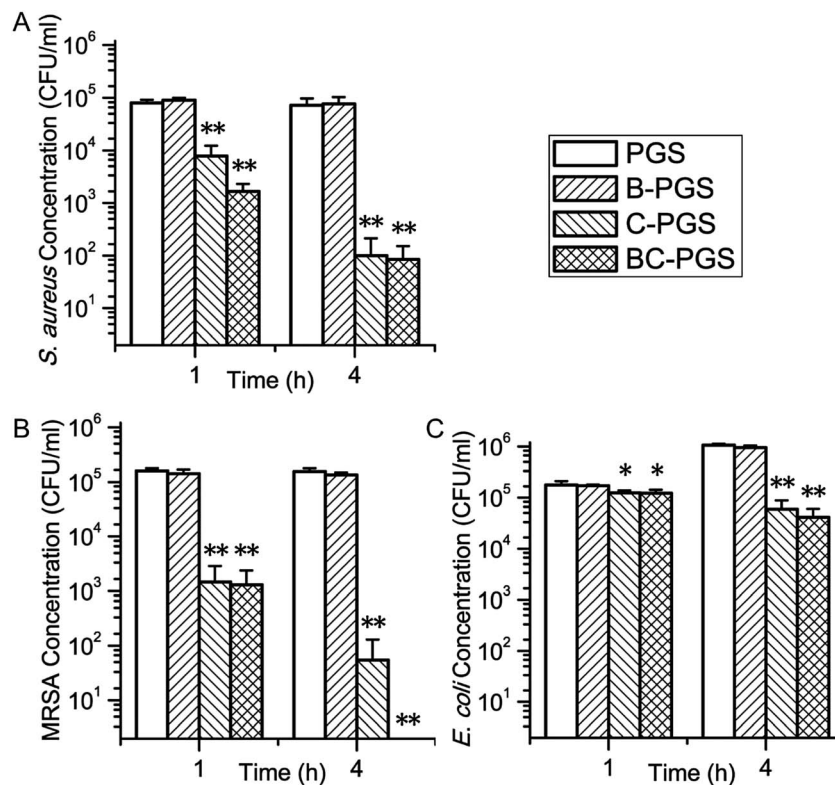 A
S. aureus Concentration (CFU/ml)
10^6
10^5
10^4
10^3
10^2
10^1
**
**
**
**
1
4
Time (h)
PGS
B-PGS
C-PGS
BC-PGS
B
MRSA Concentration (CFU/ml)
10^6
10^5
10^4
10^3
10^2
10^1
**
**
**
**
1
4
Time (h)
C
E. coli Concentration (CFU/ml)
10^6
10^5
10^4
10^3
10^2
10^1
*
*
**
**
1
4
Time (h)